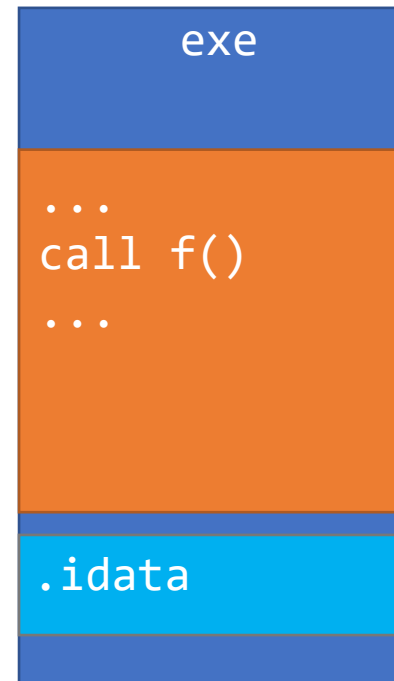 exe
...
call f()
...
.idata